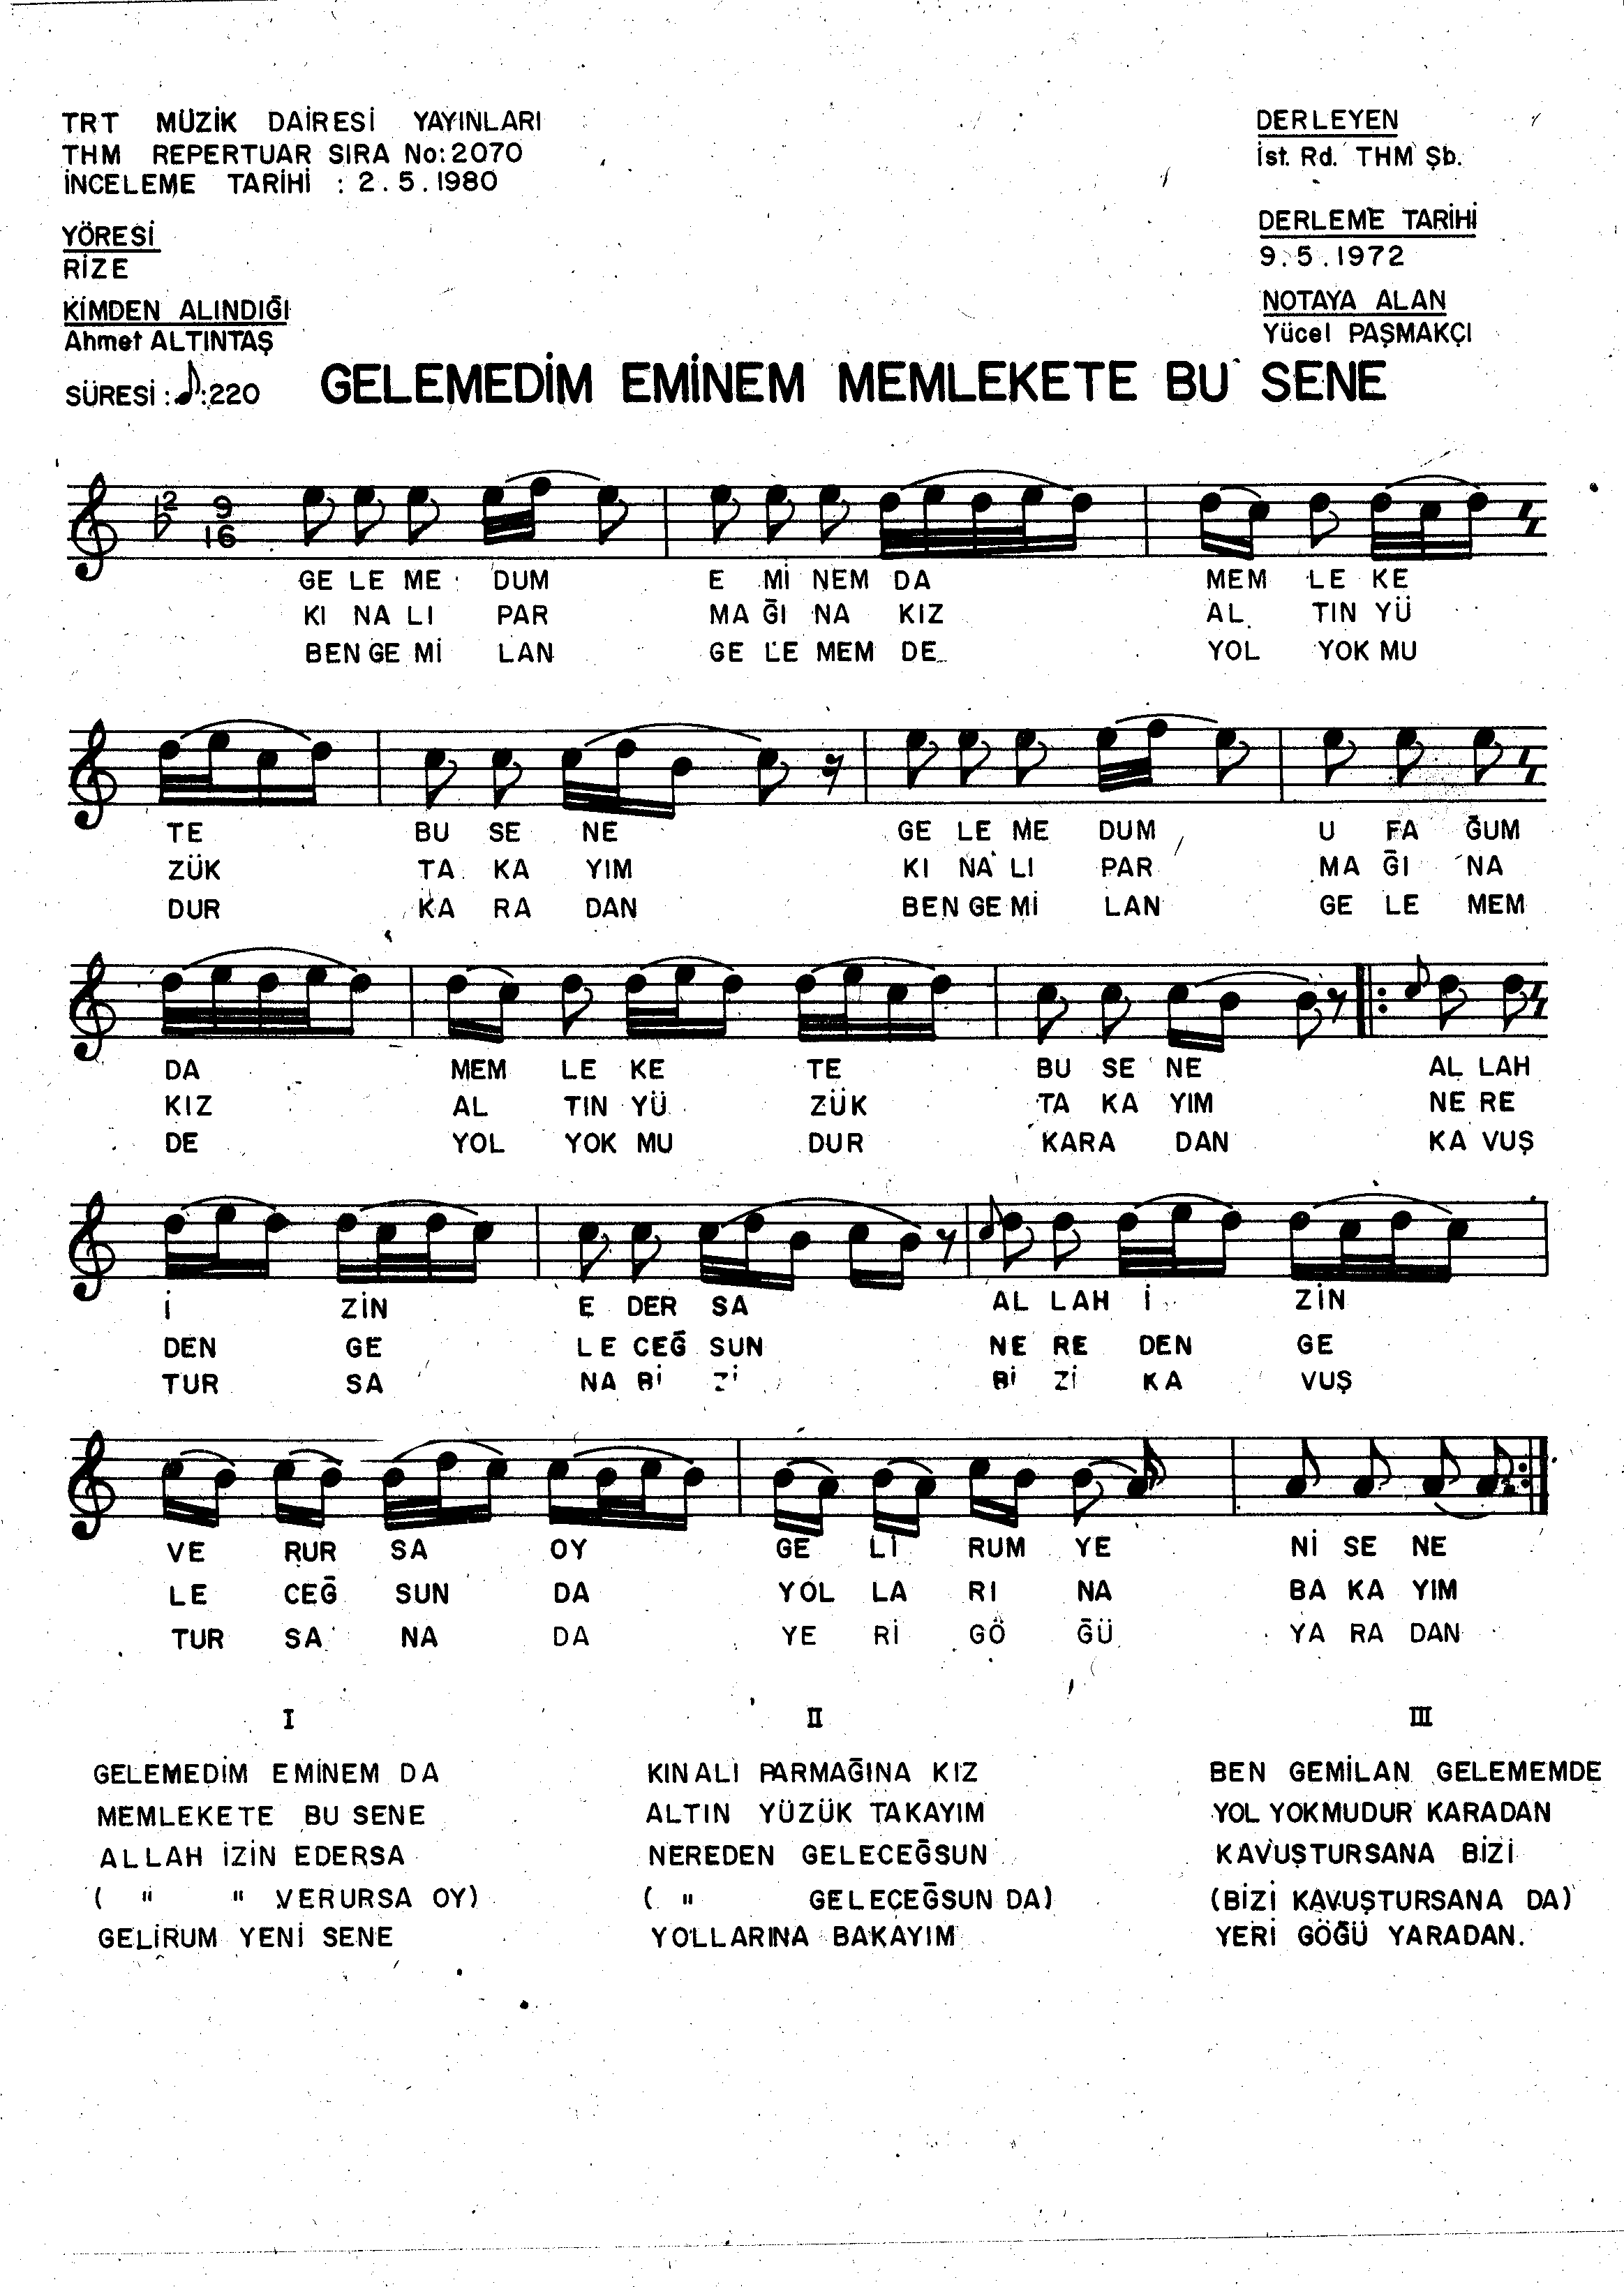 TRT MÜZİK DAİRESİ YAYINLARI
THM REPERTUAR SIRA No: 2070
İNCELEME TARİHİ : 2.5.1980
YÖRESİ
RİZE
KİMDEN ALINDIĞI
Ahmet ALTINTAŞ
SÜRESİ : ♪ : 220
DERLEYEN
İst. Rd. THM Şb.
DERLEME TARİHİ
9.5.1972
NOTAYA ALAN
Yücel PAŞMAKÇI
GELEMEDİM EMİNEM MEMLEKETE BU SENE
2
9
16
GE LE ME DUM E Mİ NEM DA MEM LE KE
KI NA LI PAR MA ĞI NA KIZ AL TIN YÜ
BEN GE Mİ LAN GE LE MEM DE YOL YOK MU
TE BU SE NE GE LE ME DUM U FA ĞUM
ZÜK TA KA YIM KI NA LI PAR MA ĞI NA
DUR KA RA DAN BEN GE Mİ LAN GE LE MEM
DA MEM LE KE TE BU SE NE AL LAH
KIZ AL TIN YÜ ZÜK TA KA YIM NE RE
DE YOL YOK MU DUR KARA DAN KA VUŞ
İ ZİN E DER SA AL LAH İ ZİN
DEN GE LE CEĞ SUN NE RE DEN GE
TUR SA NA Bİ Zİ Bİ Zİ KA VUŞ
VE RUR SA OY GE Lİ RUM YE Nİ SE NE
LE CEĞ SUN DA YOL LA RI NA BA KA YIM
TUR SA NA DA YE Rİ GÖ ĞÜ YA RA DAN
I
GELEMEDİM EMİNEM DA
MEMLEKETE BU SENE
ALLAH İZİN EDERSA
( " " VERURSA OY)
GELİRUM YENİ SENE
II
KINALI PARMAĞINA KIZ
ALTIN YÜZÜK TAKAYIM
NEREDEN GELECEĞSUN
( " GELEÇEĞSUN DA)
YOLLARINA BAKAYIM
III
BEN GEMİLAN GELEMEMDE
YOL YOKMUDUR KARADAN
KAVUŞTURSANA BİZİ
(BİZİ KAVUŞTURSANA DA)
YERİ GÖĞÜ YARADAN.